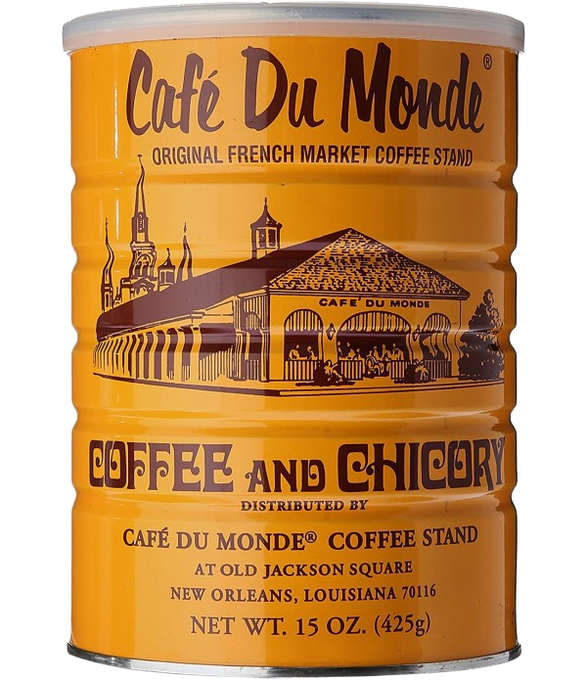 Café Du Monde®
ORIGINAL FRENCH MARKET COFFEE STAND
CAFE' DU MONDE
COFFEE AND CHICORY
DISTRIBUTED BY
CAFÉ DU MONDE® COFFEE STAND
AT OLD JACKSON SQUARE
NEW ORLEANS, LOUISIANA 70116
NET WT. 15 OZ. (425g)